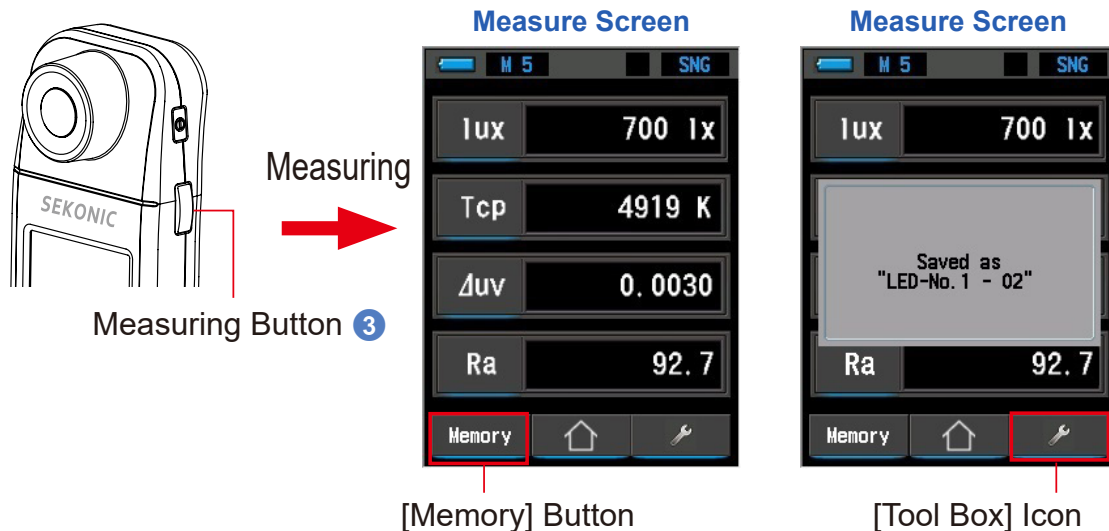 Measure Screen
M 5 SNG
lux 700 lx
Tcp 4919 K
⊿uv 0.0030
Ra 92.7
Memory
[Memory] Button
Measure Screen
M 5 SNG
lux 700 lx
Saved as
"LED-No.1 - 02"
Ra 92.7
Memory
[Tool Box] Icon
SEKONIC
Measuring
Measuring Button 3